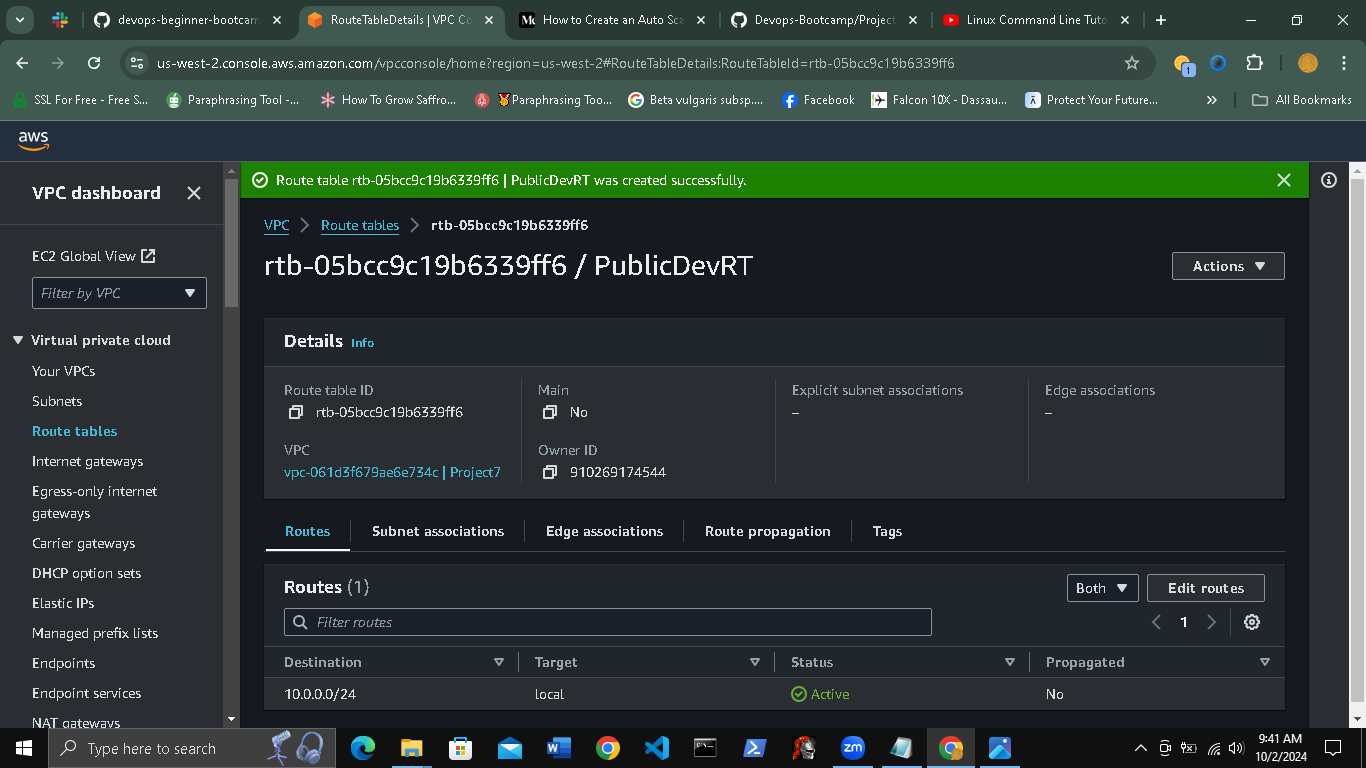 devops-beginner-bootcam
RouteTableDetails | VPC Co
How to Create an Auto Sca
Devops-Bootcamp/Project
Linux Command Line Tuto
us-west-2.console.aws.amazon.com/vpcconsole/home?region=us-west-2#RouteTableDetails:RouteTableId=rtb-05bcc9c19b6339ff6
1
SSL For Free - Free S...
Paraphrasing Tool -...
How To Grow Saffro...
Paraphrasing Too...
Beta vulgaris subsp....
Facebook
Falcon 10X - Dassau...
Protect Your Future...
All Bookmarks
aws
VPC dashboard
EC2 Global View
Filter by VPC
Virtual private cloud
Your VPCs
Subnets
Route tables
Internet gateways
Egress-only internet
gateways
Carrier gateways
DHCP option sets
Elastic IPs
Managed prefix lists
Endpoints
Endpoint services
NAT gateways
Route table rtb-05bcc9c19b6339ff6 | PublicDevRT was created successfully.
VPC
Route tables
rtb-05bcc9c19b6339ff6
rtb-05bcc9c19b6339ff6 / PublicDevRT
Actions
Details Info
Route table ID
rtb-05bcc9c19b6339ff6
Main
No
Explicit subnet associations
–
Edge associations
–
VPC
vpc-061d3f679ae6e734c | Project7
Owner ID
910269174544
Routes
Subnet associations
Edge associations
Route propagation
Tags
Routes (1)
Both
Edit routes
Filter routes
1
Destination
Target
Status
Propagated
10.0.0.0/24
local
Active
No
Type here to search
zm
9:41 AM
10/2/2024